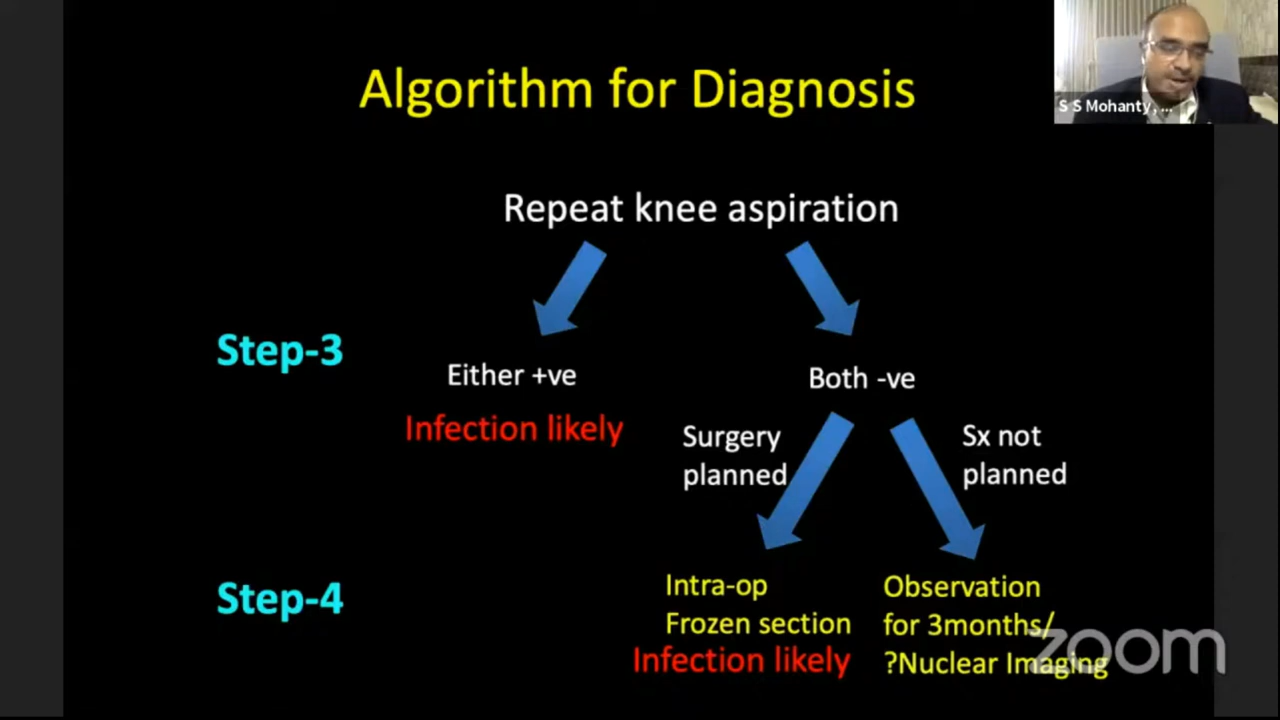 Algorithm for Diagnosis
S S Mohanty, ...
Repeat knee aspiration
Step-3
Either +ve
Both -ve
Infection likely
Surgery
planned
Sx not
planned
Step-4
Intra-op
Frozen section
Infection likely
Observation
for 3months/
?Nuclear Imaging
zoom